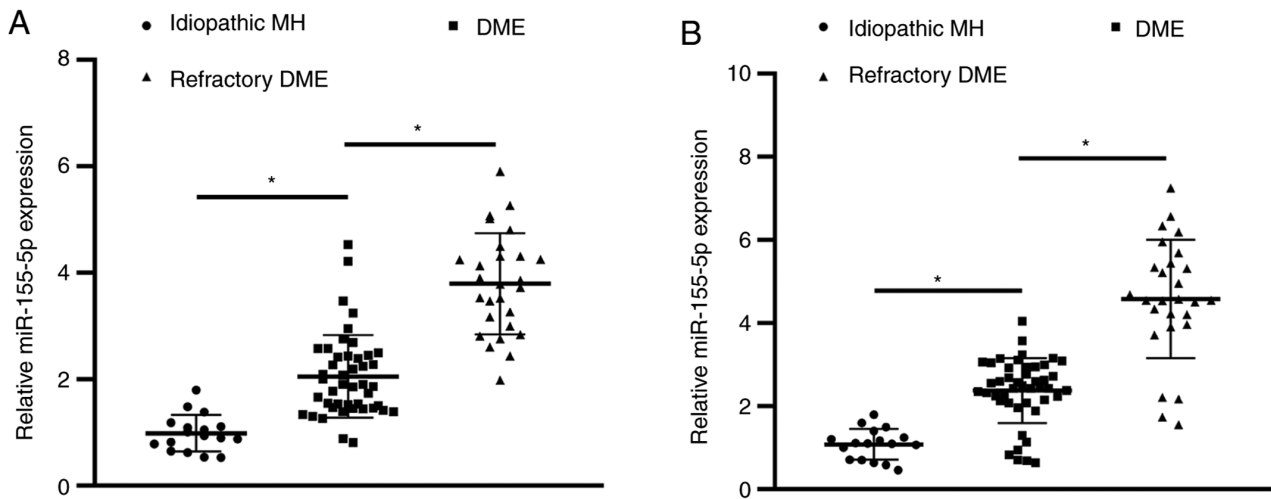 A
Idiopathic MH
DME
Refractory DME
8
6
4
2
0
Relative miR-155-5p expression
*
*
B
Idiopathic MH
DME
Refractory DME
10
8
6
4
2
0
Relative miR-155-5p expression
*
*